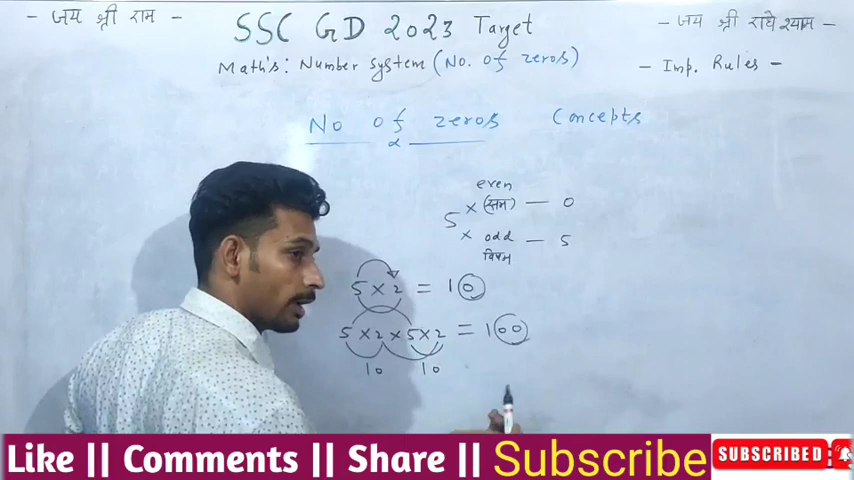 - जय श्री राम -
SSC GD 2023 Target
- जय श्री राधे श्याम -
Math's: Number System (No. of zeros)
- Imp. Rules -
No of zeros Concepts
even
5 × (सम) — 0
× odd — 5
विषम
5 × 2 = 10
5 × 2 × 5 × 2 = 100
10 10
Like || Comments || Share || Subscribe
SUBSCRIBED